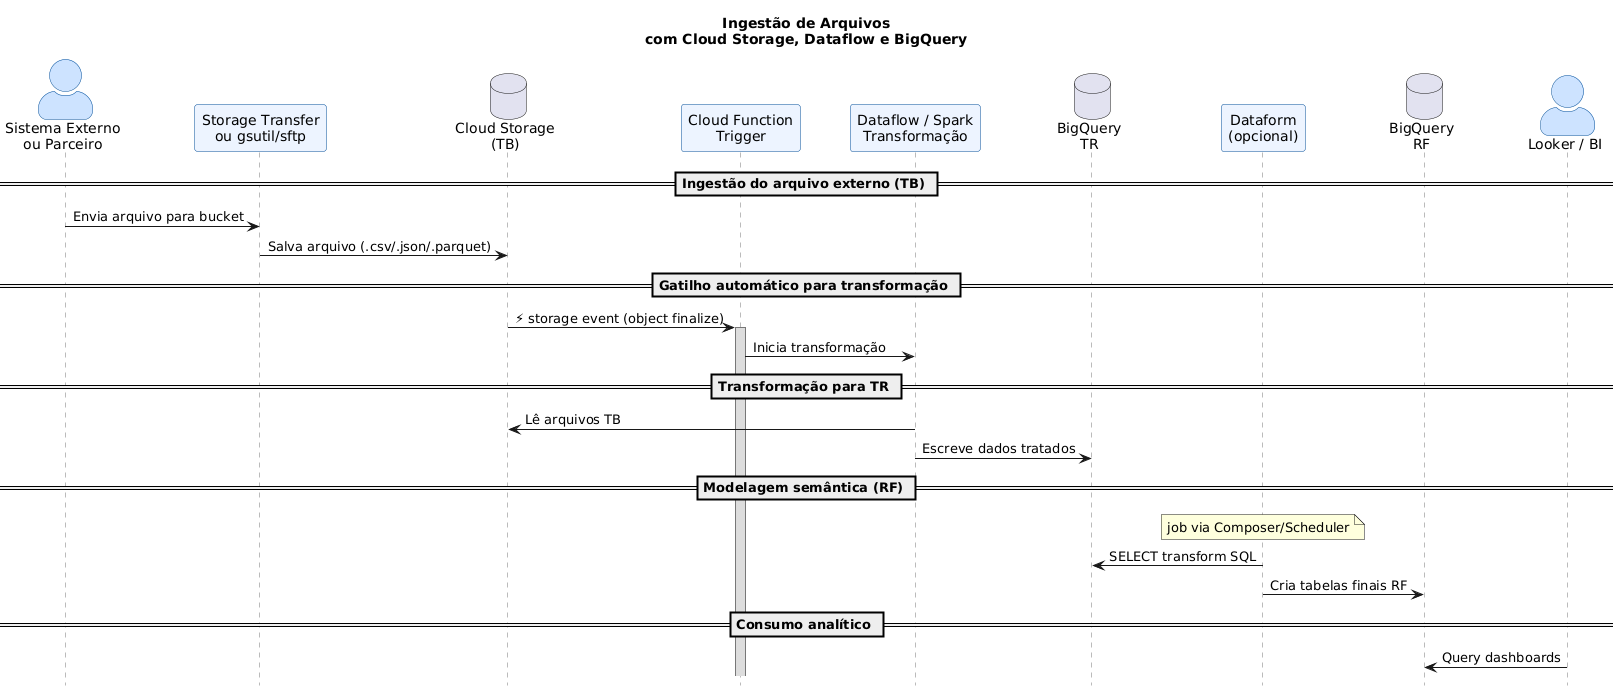 Ingestão de Arquivos
com Cloud Storage, Dataflow e BigQuery
Sistema Externo
ou Parceiro
Storage Transfer
ou gsutil/sftp
Cloud Storage
(TB)
Cloud Function
Trigger
Dataflow / Spark
Transformação
BigQuery
TR
Dataform
(opcional)
BigQuery
RF
Looker / BI
Ingestão do arquivo externo (TB)
Envia arquivo para bucket
Salva arquivo (.csv/.json/.parquet)
Gatilho automático para transformação
⚡ storage event (object finalize)
Inicia transformação
Transformação para TR
Lê arquivos TB
Escreve dados tratados
Modelagem semântica (RF)
job via Composer/Scheduler
SELECT transform SQL
Cria tabelas finais RF
Consumo analítico
Query dashboards